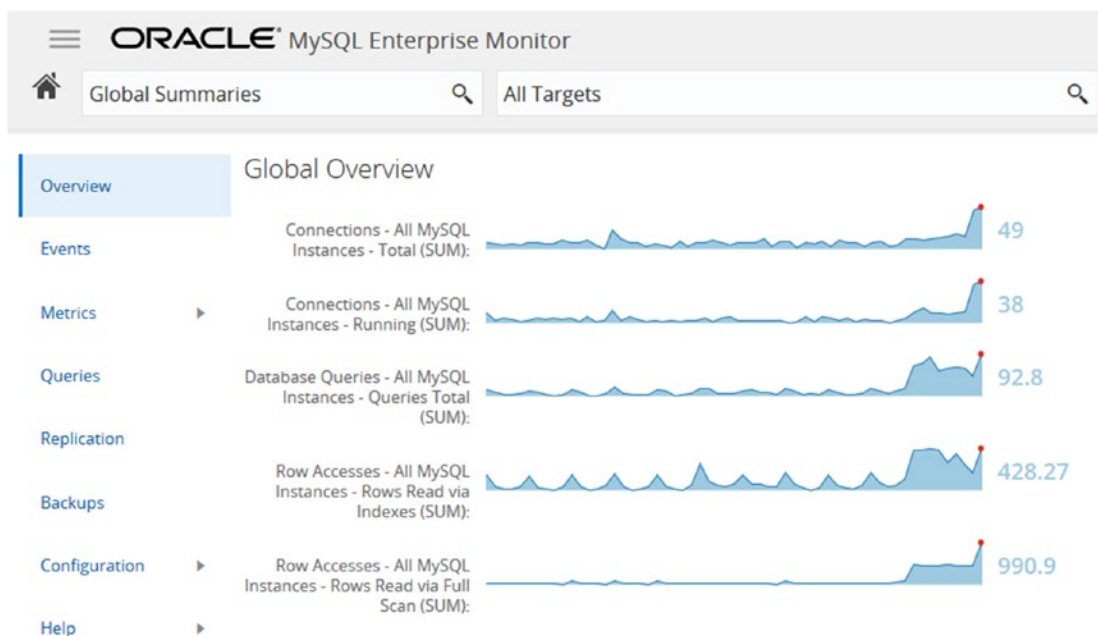 ORACLE® MySQL Enterprise Monitor
Global Summaries
All Targets
Overview
Events
Metrics
Queries
Replication
Backups
Configuration
Help
Global Overview
Connections - All MySQL
Instances - Total (SUM):
49
Connections - All MySQL
Instances - Running (SUM):
38
Database Queries - All MySQL
Instances - Queries Total
(SUM):
92.8
Row Accesses - All MySQL
Instances - Rows Read via
Indexes (SUM):
428.27
Row Accesses - All MySQL
Instances - Rows Read via Full
Scan (SUM):
990.9